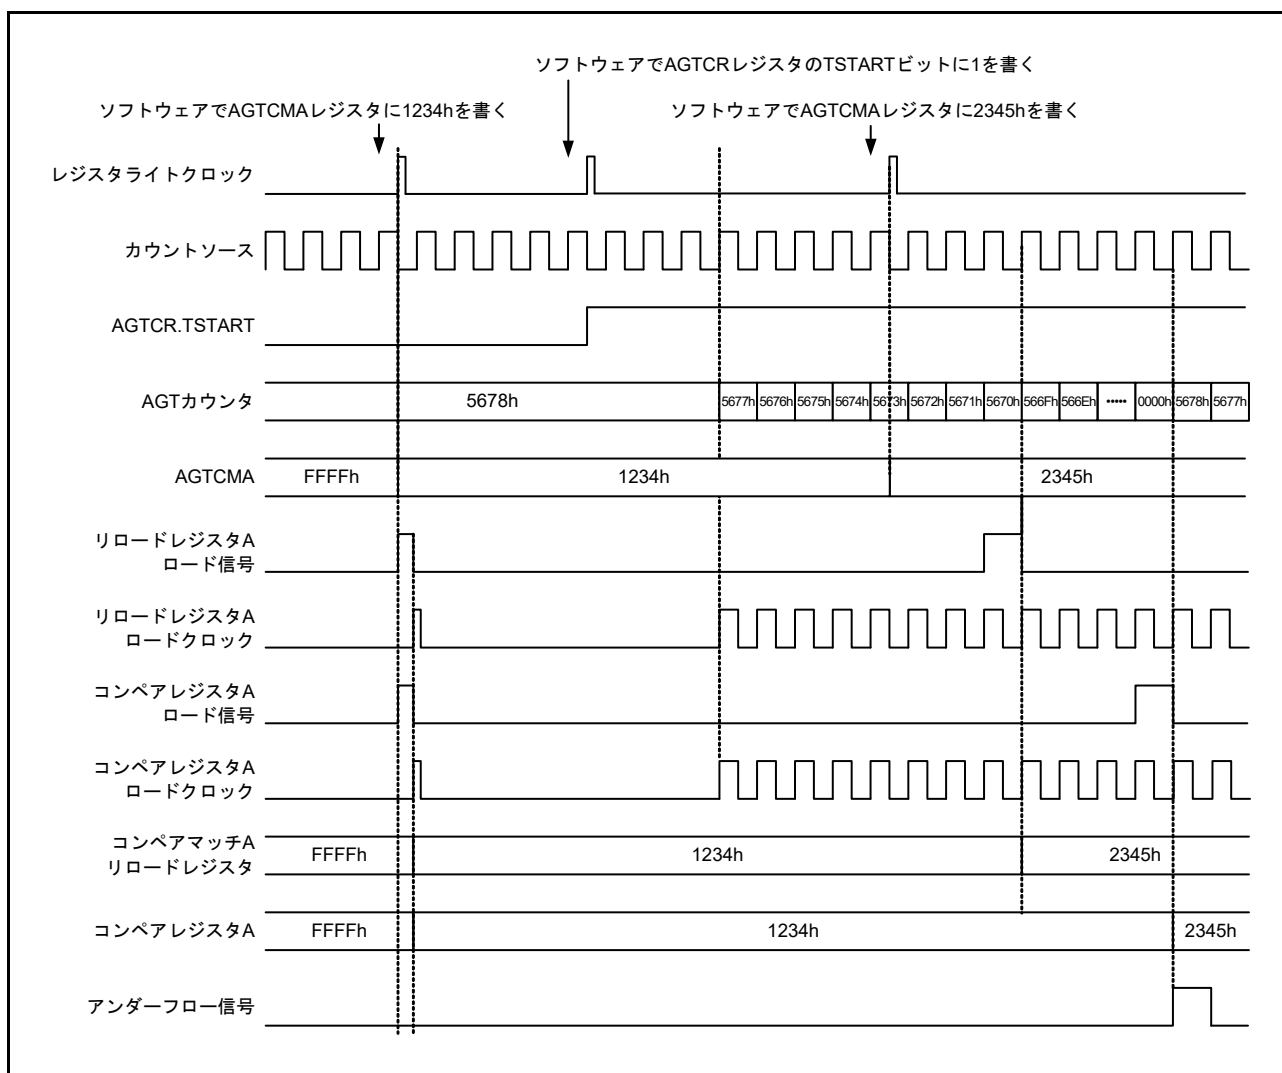 ソフトウェアでAGTCRレジスタのTSTARTビットに1を書く
ソフトウェアでAGTCMAレジスタに1234hを書く
ソフトウェアでAGTCMAレジスタに2345hを書く
レジスタライトクロック
カウントソース
AGTCR.TSTART
AGTカウンタ
5678h
5677h 5676h 5675h 5674h 5673h 5672h 5671h 5670h 566Fh 566Eh ••••• 0000h 5678h 5677h
AGTCMA
FFFFh
1234h
2345h
リロードレジスタA
ロード信号
リロードレジスタA
ロードクロック
コンペアレジスタA
ロード信号
コンペアレジスタA
ロードクロック
コンペアマッチA
リロードレジスタ
FFFFh
1234h
2345h
コンペアレジスタA
FFFFh
1234h
2345h
アンダーフロー信号